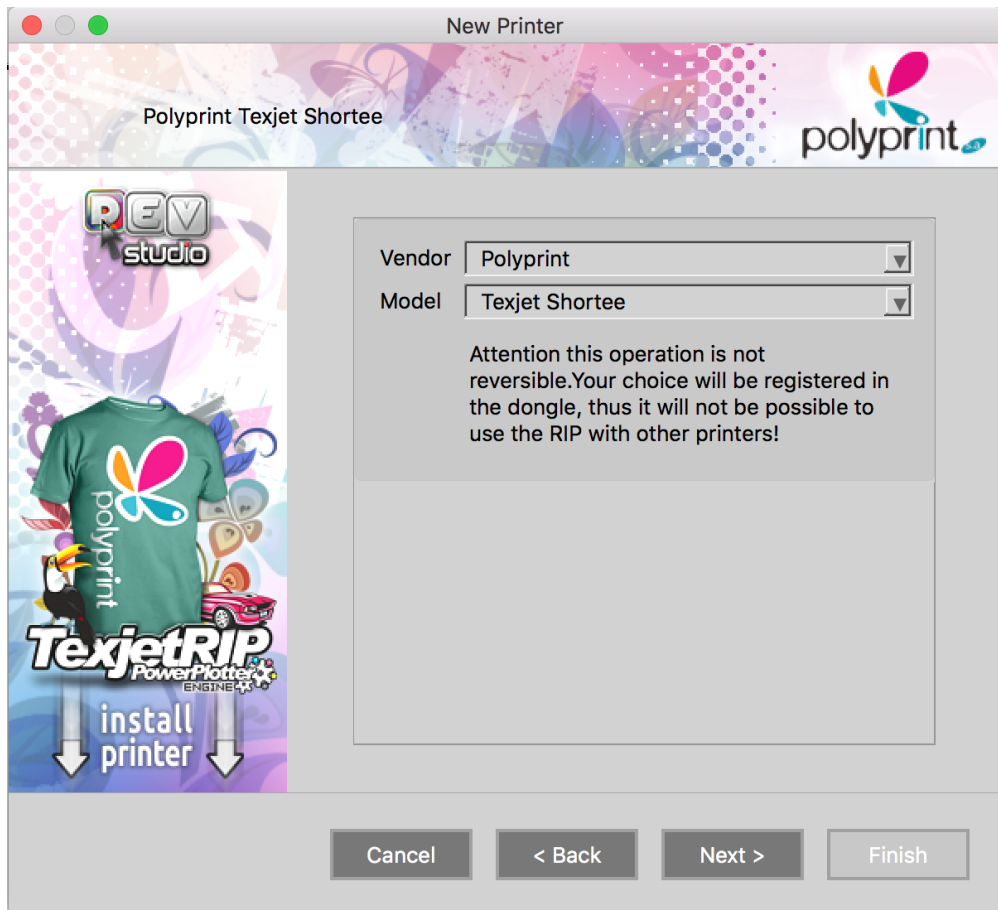 New Printer
Polyprint Texjet Shortee
polyprint s.a
REV
studio
Vendor Polyprint
Model Texjet Shortee
Attention this operation is not
reversible.Your choice will be registered in
the dongle, thus it will not be possible to
use the RIP with other printers!
polyprint
TexjetRIP
PowerPlotter
ENGINE
install
printer
Cancel
< Back
Next >
Finish